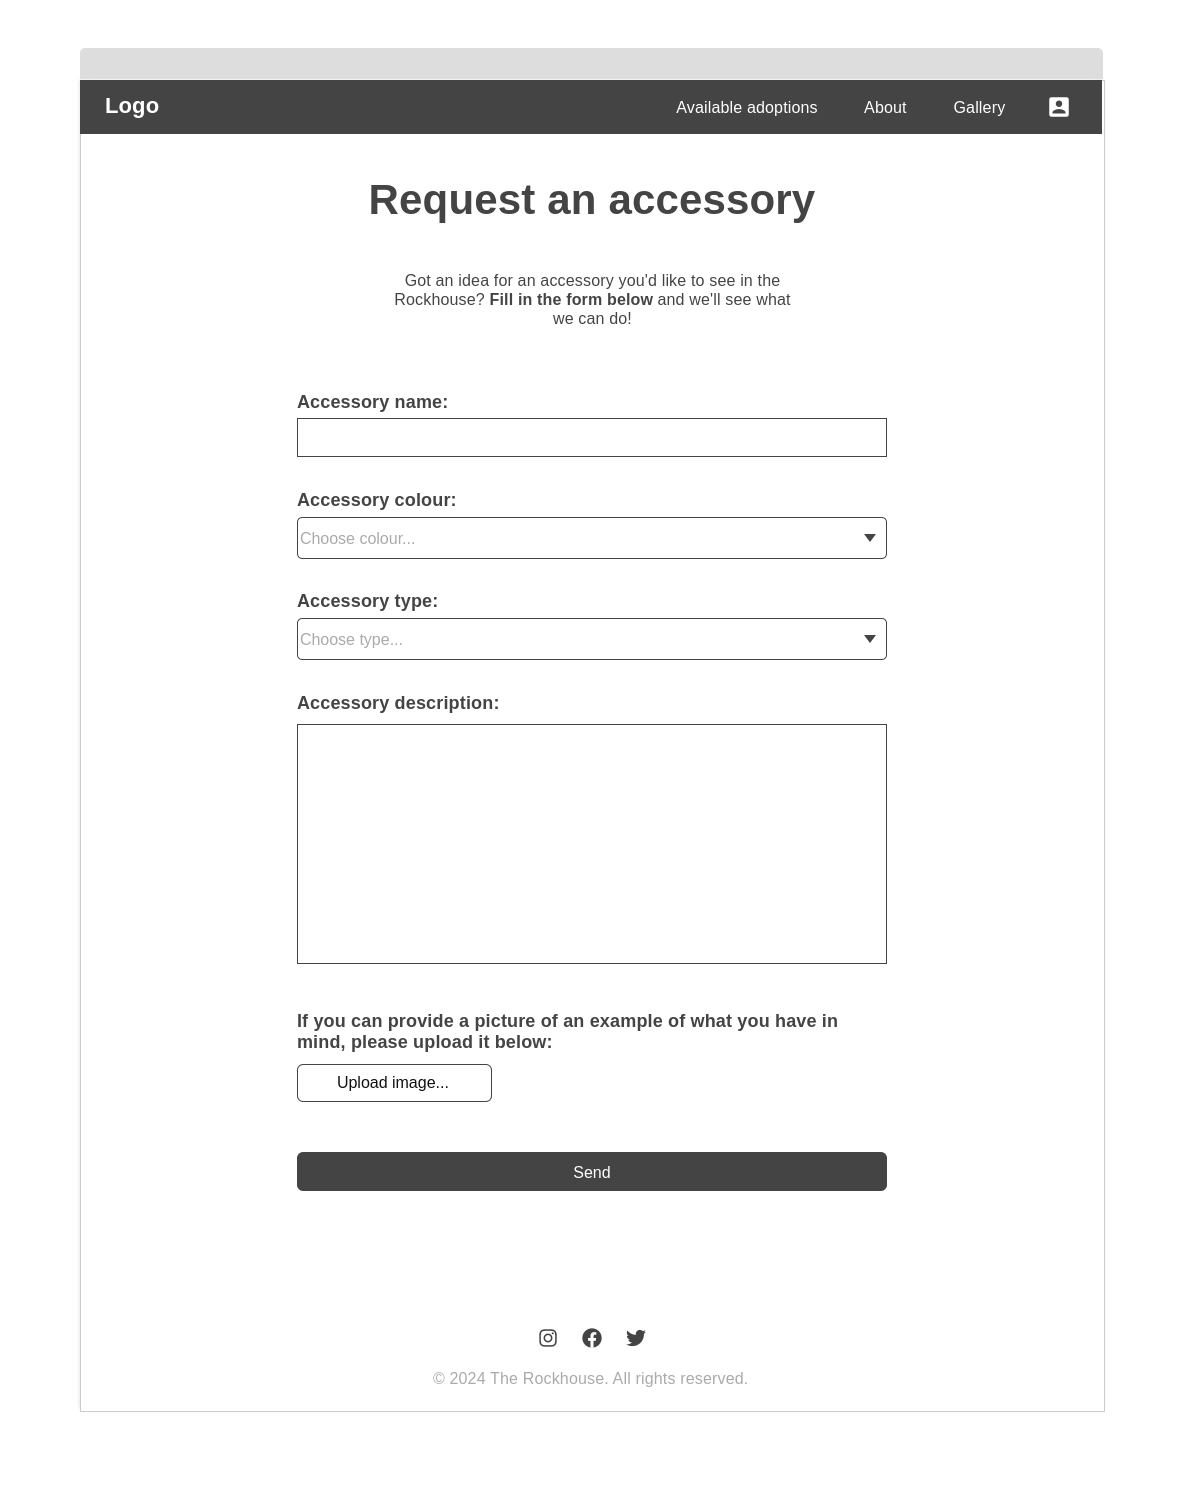 Logo
Available adoptions
About
Gallery
Request an accessory
Got an idea for an accessory you'd like to see in the
Rockhouse? Fill in the form below and we'll see what
we can do!
Accessory name:
Accessory colour:
Choose colour...
Accessory type:
Choose type...
Accessory description:
If you can provide a picture of an example of what you have in
mind, please upload it below:
Upload image...
Send
© 2024 The Rockhouse. All rights reserved.